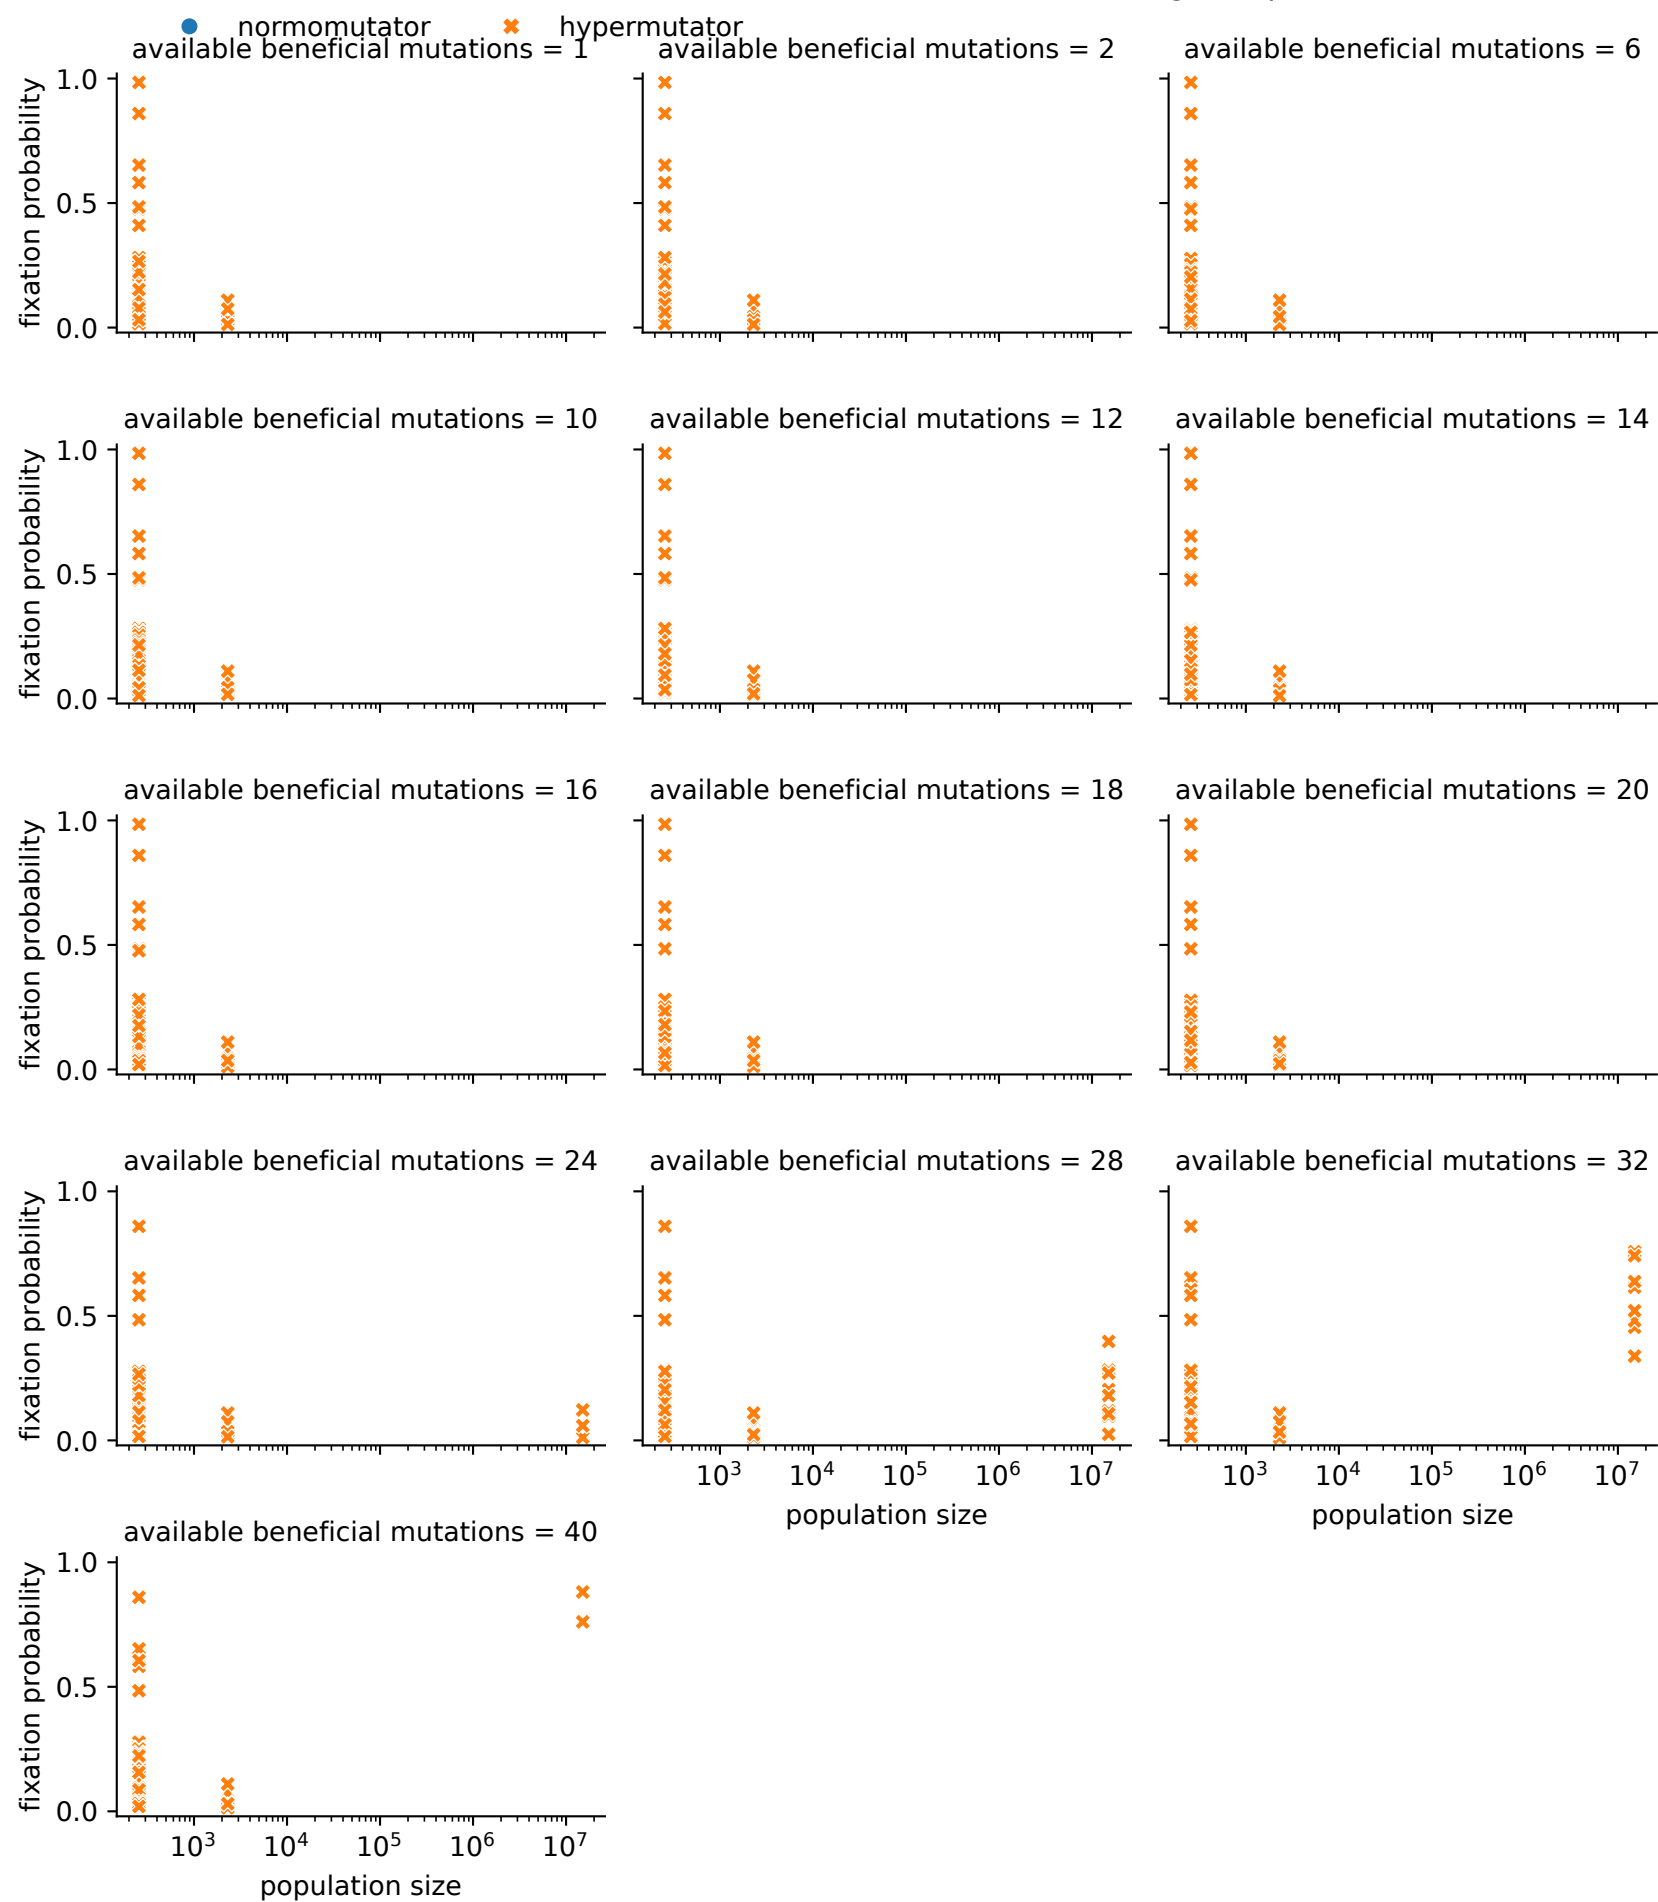 normomutator hypermutator
available beneficial mutations = 1 available beneficial mutations = 2 available beneficial mutations = 6
fixation probability
1.0
0.5
0.0
available beneficial mutations = 10 available beneficial mutations = 12 available beneficial mutations = 14
fixation probability
1.0
0.5
0.0
available beneficial mutations = 16 available beneficial mutations = 18 available beneficial mutations = 20
fixation probability
1.0
0.5
0.0
available beneficial mutations = 24 available beneficial mutations = 28 available beneficial mutations = 32
fixation probability
1.0
0.5
0.0
10³ 10⁴ 10⁵ 10⁶ 10⁷ 10³ 10⁴ 10⁵ 10⁶ 10⁷
population size population size
available beneficial mutations = 40
fixation probability
1.0
0.5
0.0
10³ 10⁴ 10⁵ 10⁶ 10⁷
population size